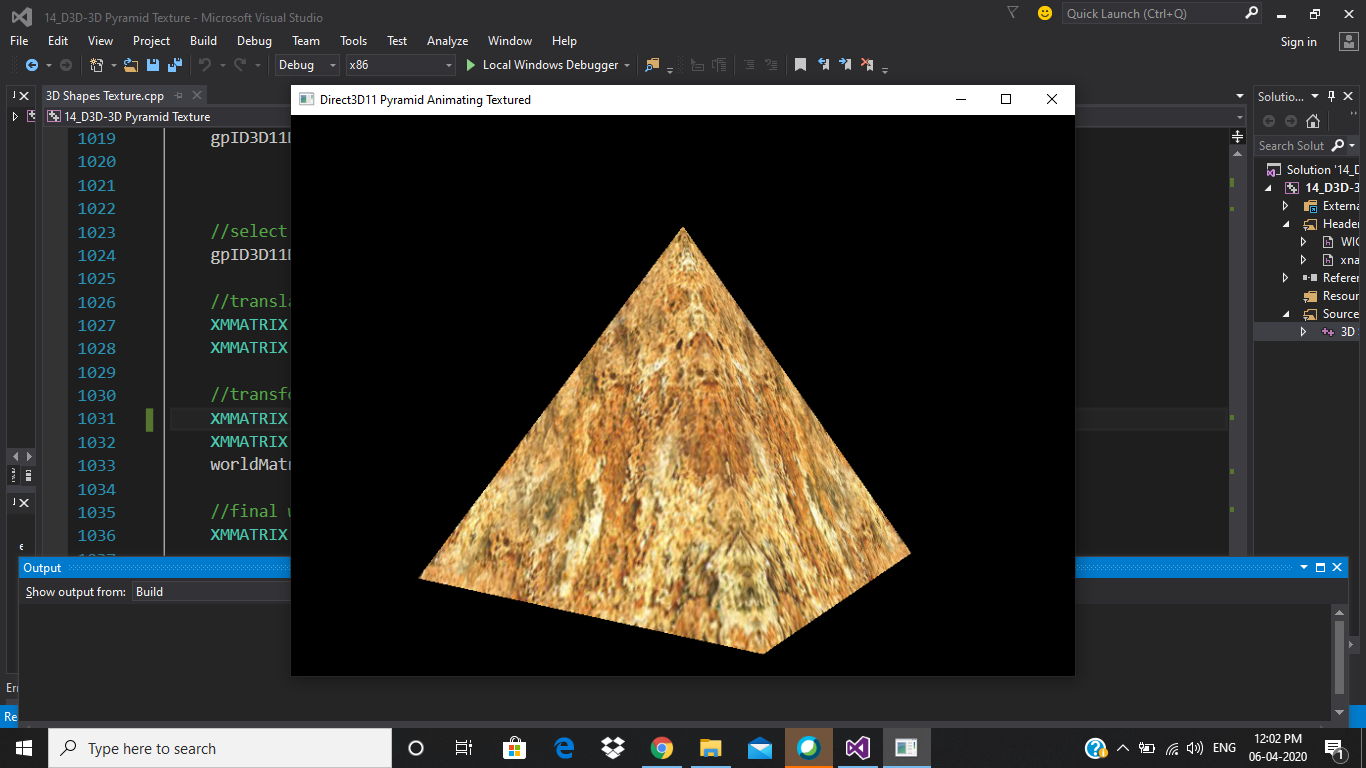 14_D3D-3D Pyramid Texture - Microsoft Visual Studio
Quick Launch (Ctrl+Q)
File Edit View Project Build Debug Team Tools Test Analyze Window Help
Sign in
Debug x86 Local Windows Debugger
3D Shapes Texture.cpp
Direct3D11 Pyramid Animating Textured
Solutio...
14_D3D-3D Pyramid Texture
1019 gpID3D11
1020
Search Solut
1021
Solution '14_D
14_D3D-3
1022
Externa
1023 //select
Header
1024 gpID3D11
WIC
1025
xna
1026 //transla
Referen
1027 XMMATRIX
Resour
Source
1028 XMMATRIX
3D
1029
1030 //transfo
1031 XMMATRIX
1032 XMMATRIX
1033 worldMatr
1034
1035 //final
1036 XMMATRIX
1037
Output
Show output from: Build
Err
Re
Type here to search
ENG
12:02 PM
06-04-2020
1